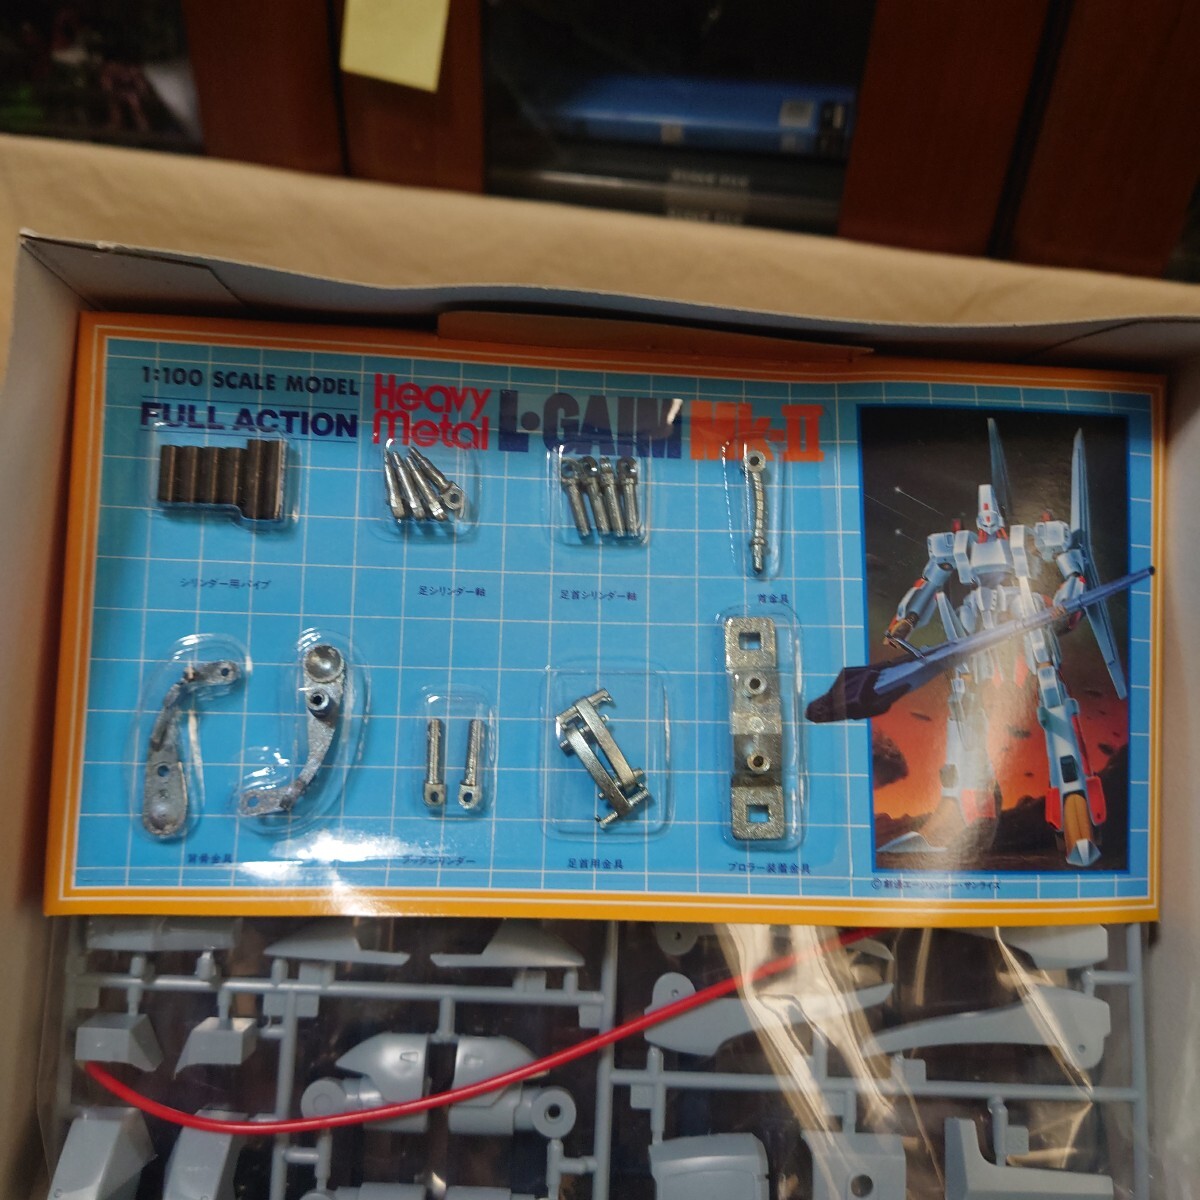 1:100 SCALE MODEL
FULL ACTION Heavy Metal L·GAIM Mk-II
シリンダー用パイプ
足シリンダー軸
足首シリンダー軸
首金具
背骨金具
足首用金具
プロラー装着金具
©創通エージェンシー・サンライズ